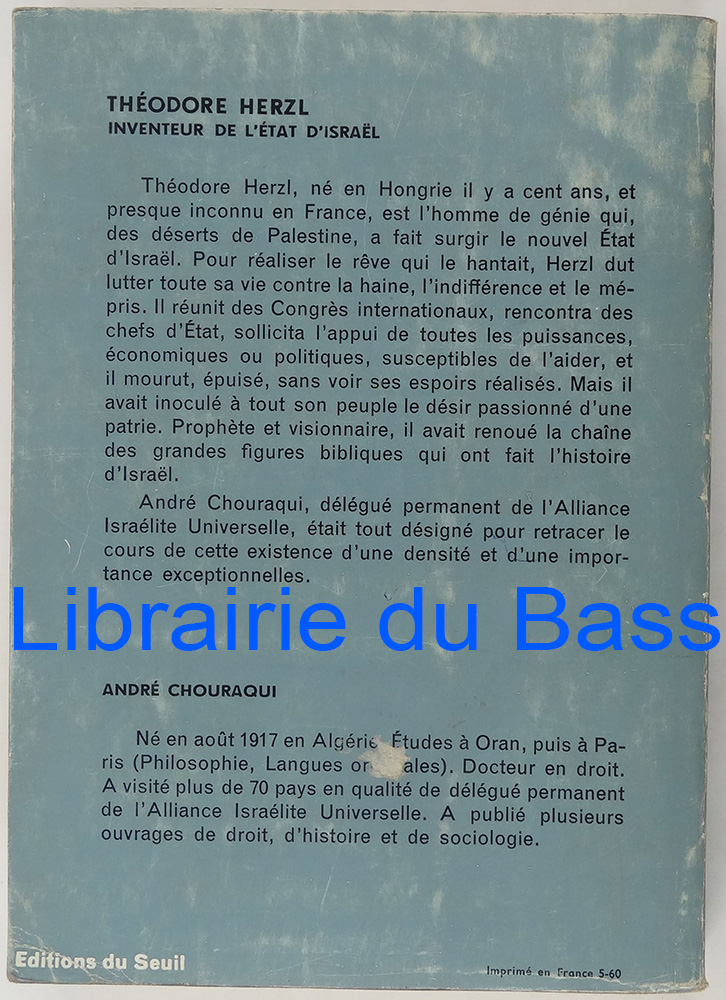 THÉODORE HERZL
INVENTEUR DE L'ÉTAT D'ISRAËL
Théodore Herzl, né en Hongrie il y a cent ans, et
presque inconnu en France, est l'homme de génie qui,
des déserts de Palestine, a fait surgir le nouvel État
d'Israël. Pour réaliser le rêve qui le hantait, Herzl dut
lutter toute sa vie contre la haine, l'indifférence et le mé-
pris. Il réunit des Congrès internationaux, rencontra des
chefs d'État, sollicita l'appui de toutes les puissances,
économiques ou politiques, susceptibles de l'aider, et
il mourut, épuisé, sans voir ses espoirs réalisés. Mais il
avait inoculé à tout son peuple le désir passionné d'une
patrie. Prophète et visionnaire, il avait renoué la chaîne
des grandes figures bibliques qui ont fait l'histoire
d'Israël.
André Chouraqui, délégué permanent de l'Alliance
Israélite Universelle, était tout désigné pour retracer le
cours de cette existence d'une densité et d'une impor-
tance exceptionnelles.
Librairie du Bass
ANDRÉ CHOURAQUI
Né en août 1917 en Algérie. Études à Oran, puis à Pa-
ris (Philosophie, Langues Docteur en droit.
A visité plus de 70 pays en qualité de délégué permanent
de l'Alliance Israélite Universelle. A publié plusieurs
ouvrages de droit, d'histoire et de sociologie.
Editions du Seuil
Imprimé en France 5-60